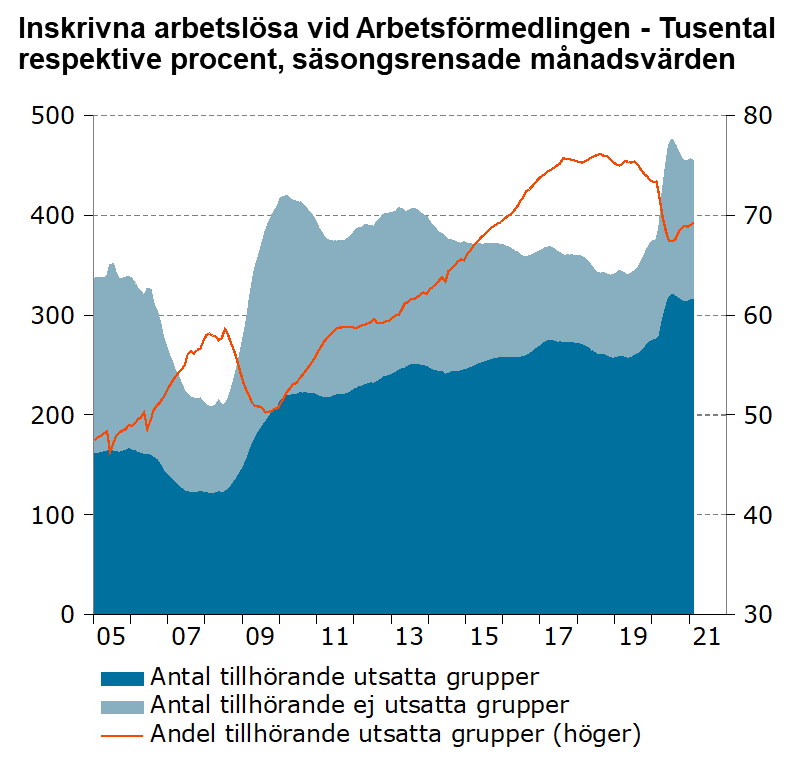 Inskrivna arbetslösa vid Arbetsförmedlingen - Tusental
respektive procent, säsongsrensade månadsvärden
500 80
400 70
300 60
200 50
100 40
0 30
05 07 09 11 13 15 17 19 21
Antal tillhörande utsatta grupper
Antal tillhörande ej utsatta grupper
Andel tillhörande utsatta grupper (höger)